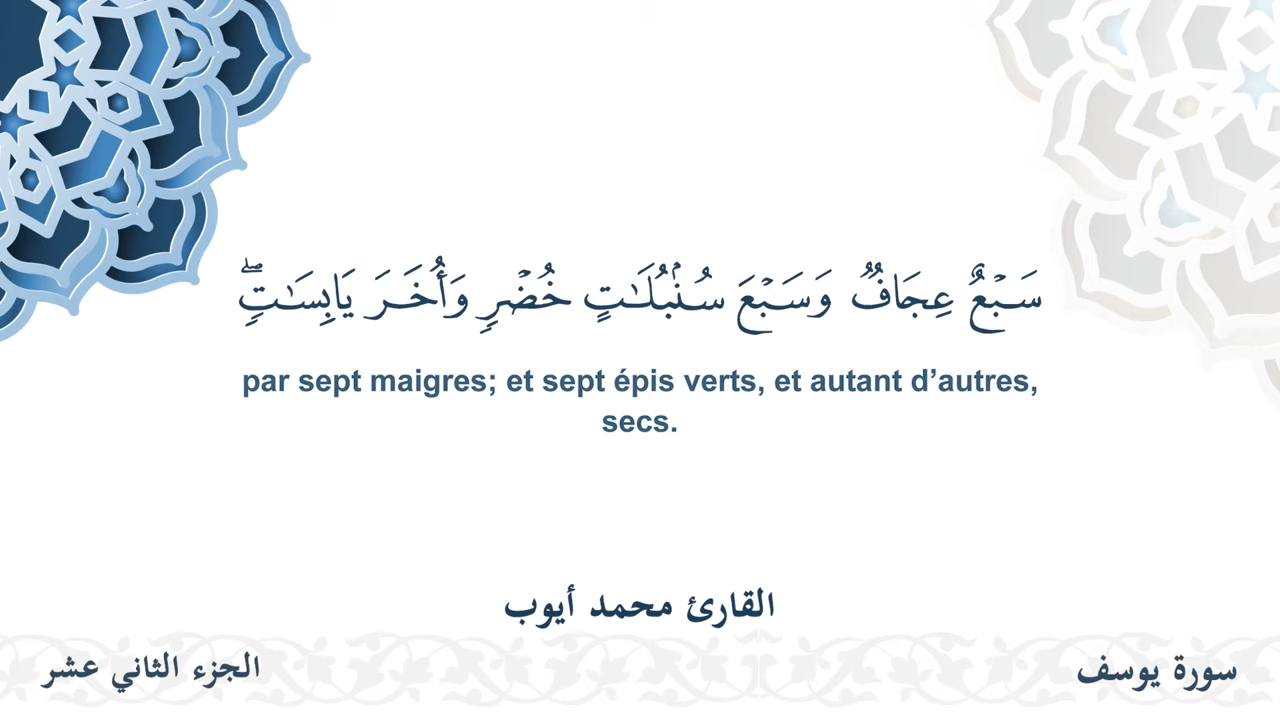 سَبْعٌ عِجَافٌ وَسَبْعَ سُنۢبُلَـٰتٍ خُضْرٍ وَأُخَرَ يَابِسَـٰتٍ ۖ
par sept maigres; et sept épis verts, et autant d’autres,
secs.
القارئ محمد أيوب
سورة يوسف
الجزء الثاني عشر